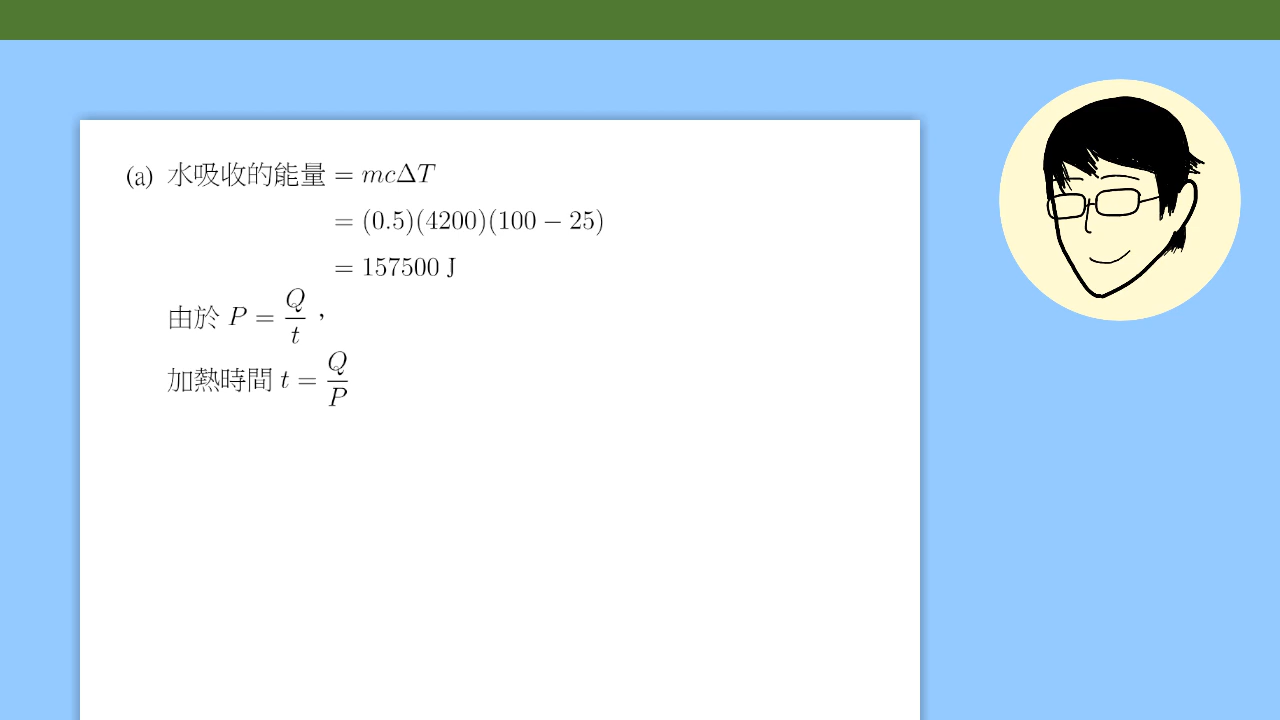 (a) 水吸收的能量 = mcΔT
= (0.5)(4200)(100 − 25)
= 157500 J
由於 P = Q/t ,
加熱時間 t = Q/P